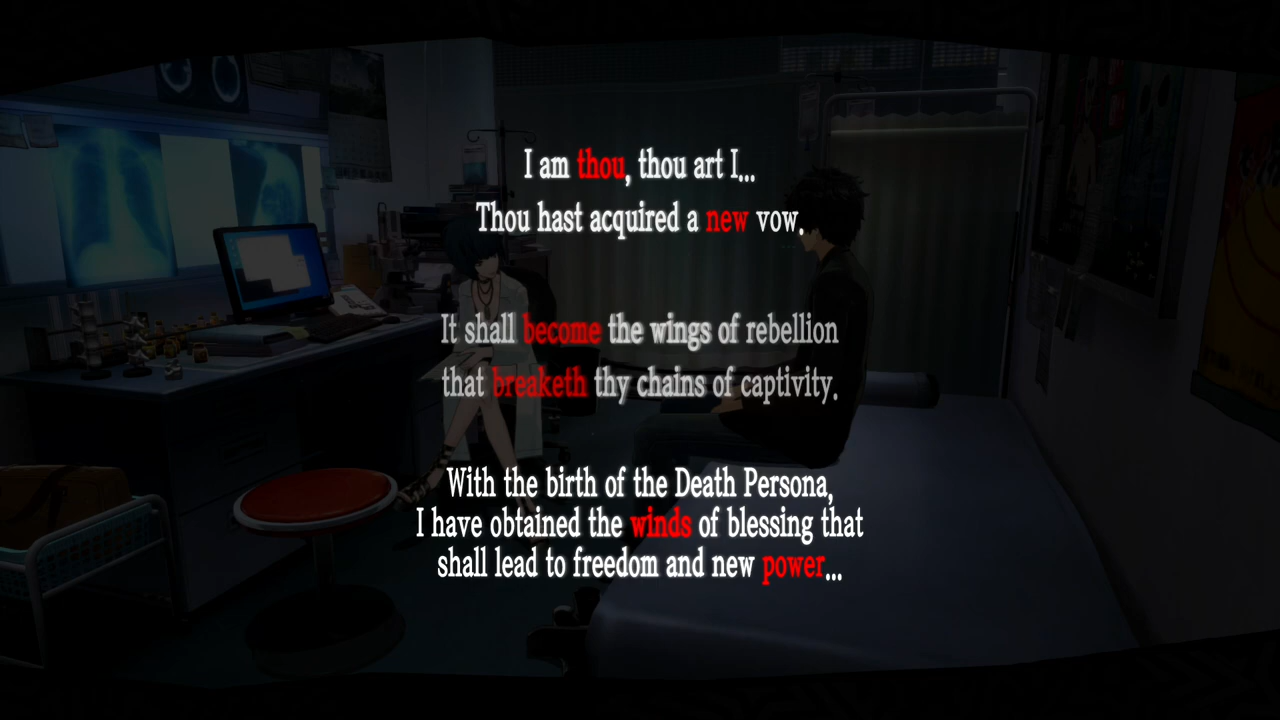 I am thou, thou art I...
Thou hast acquired a new vow.
It shall become the wings of rebellion
that breaketh thy chains of captivity.
With the birth of the Death Persona,
I have obtained the winds of blessing that
shall lead to freedom and new power...